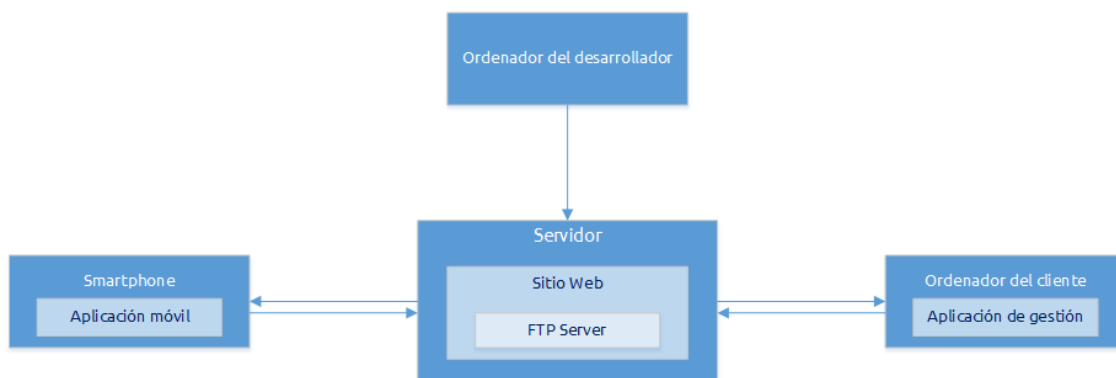 Ordenador del desarrollador
Servidor
Smartphone
Sitio Web
Ordenador del cliente
Aplicación móvil
FTP Server
Aplicación de gestión